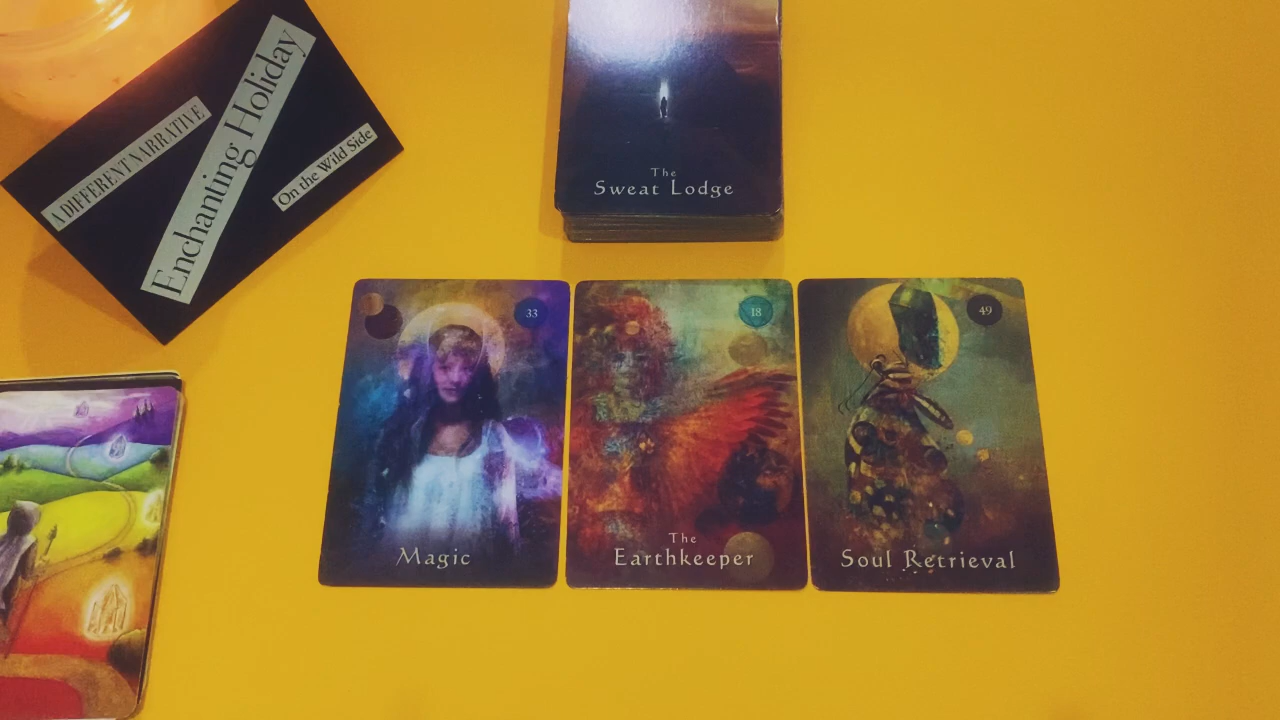 A DIFFERENT NARRATIVE
Enchanting Holiday
On the Wild Side
The
Sweat Lodge
33
Magic
18
The
Earthkeeper
49
Soul Retrieval